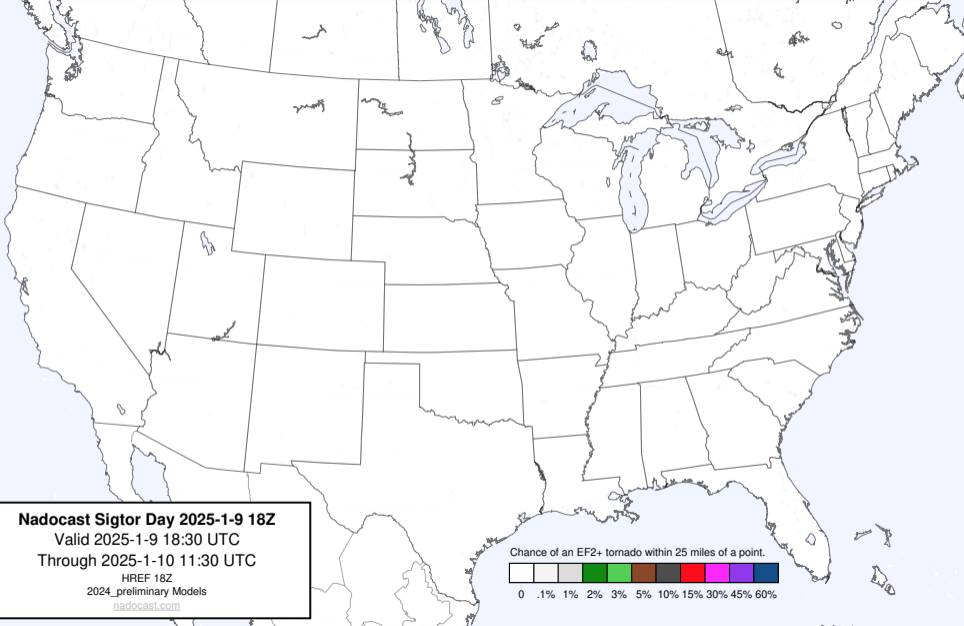 Nadocast Sigtor Day 2025-1-9 18Z
Valid 2025-1-9 18:30 UTC
Through 2025-1-10 11:30 UTC
HREF 18Z
2024_preliminary Models
nadocast.com
Chance of an EF2+ tornado within 25 miles of a point.
0 .1% 1% 2% 3% 5% 10% 15% 30% 45% 60%